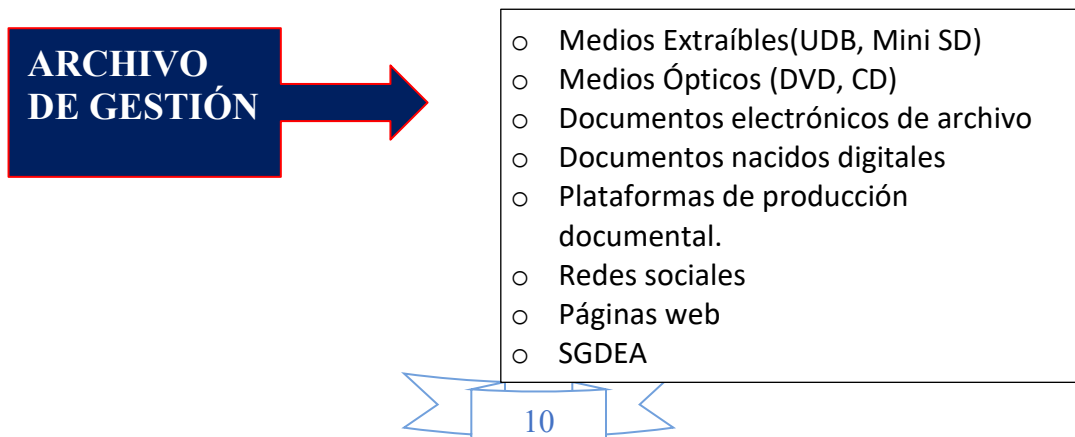 ARCHIVO
DE GESTIÓN
o Medios Extraíbles(UDB, Mini SD)
o Medios Ópticos (DVD, CD)
o Documentos electrónicos de archivo
o Documentos nacidos digitales
o Plataformas de producción
documental.
o Redes sociales
o Páginas web
o SGDEA
10